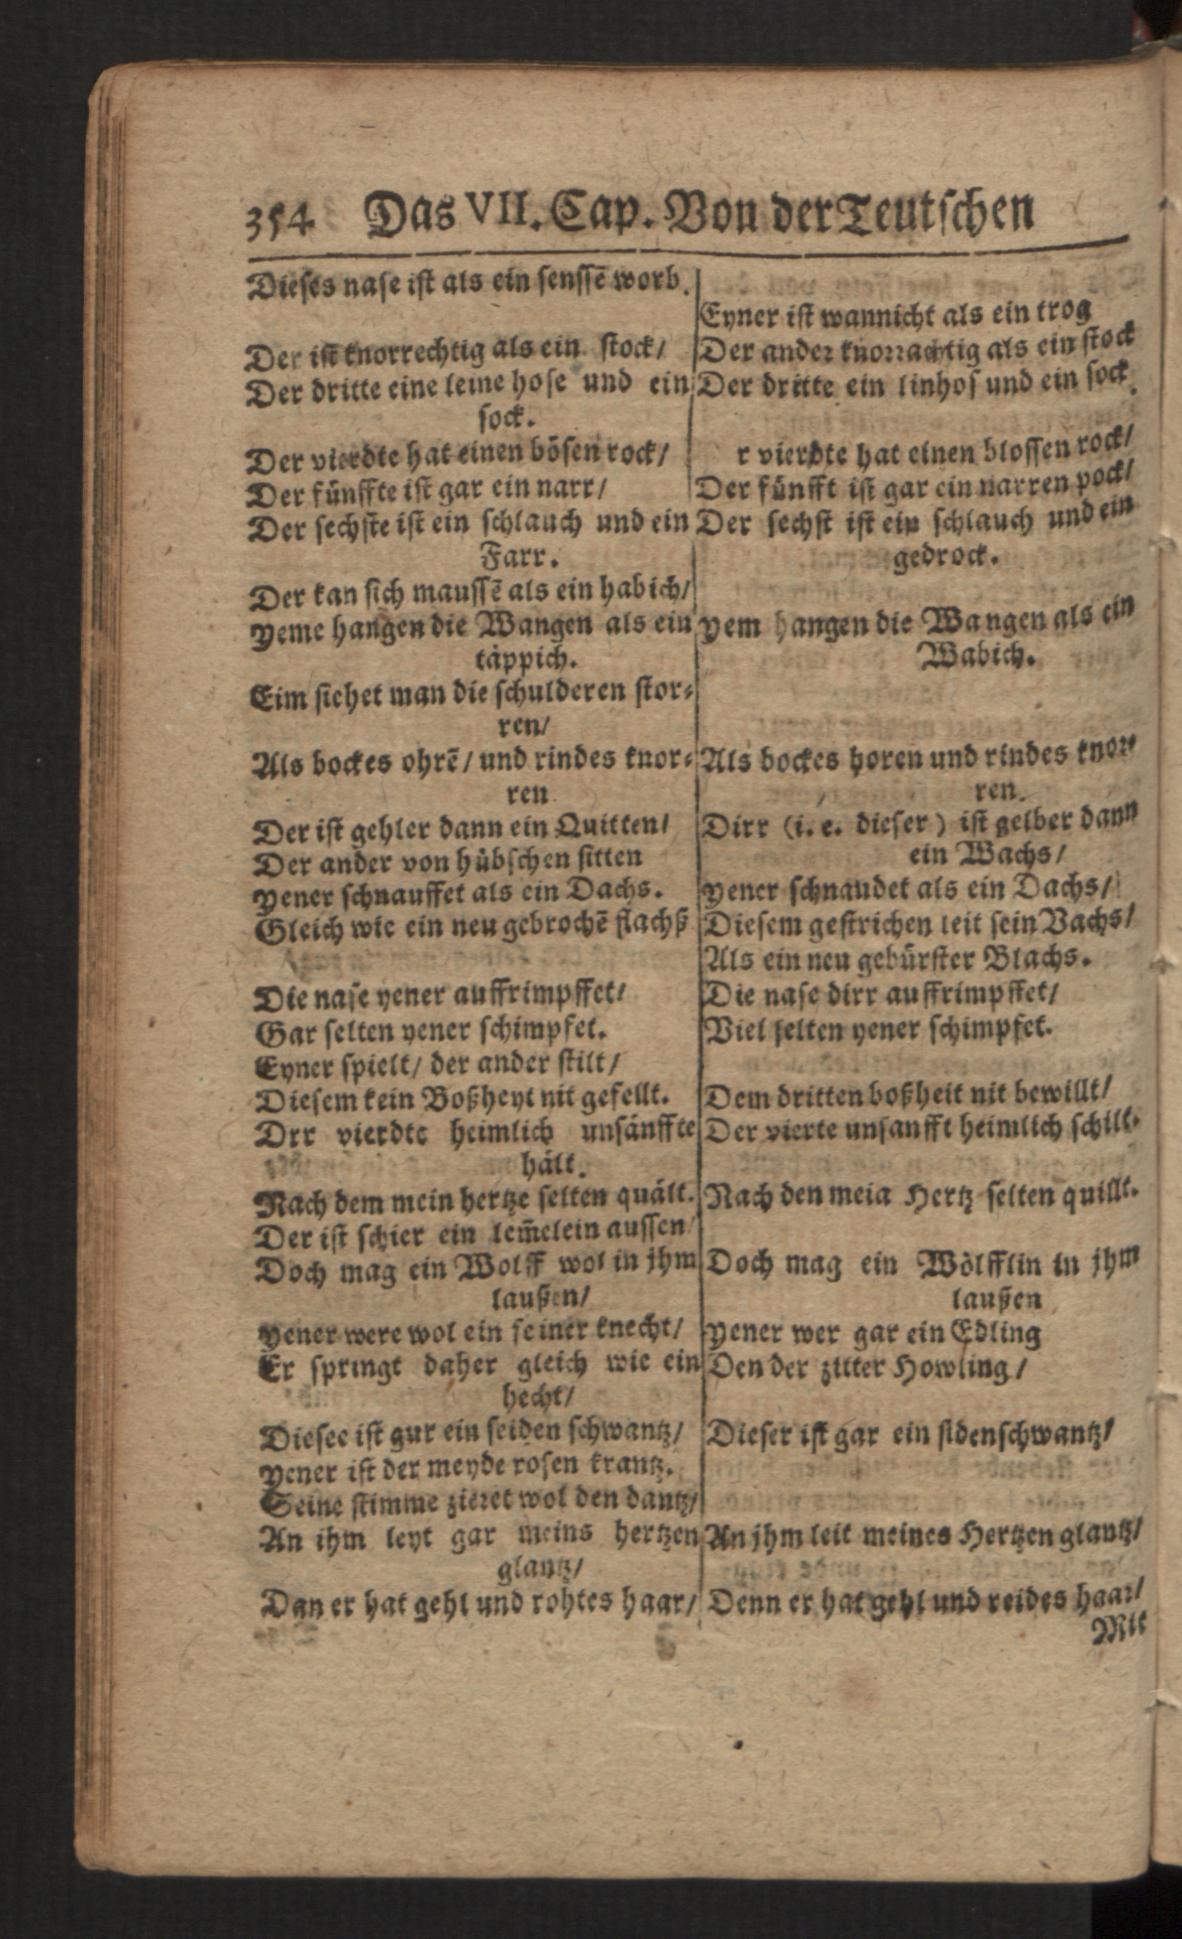 354 Das VII. Cap. Von der Teutschen
Dieses nase ist als ein senssē worb.
Der ist knorrechtig als ein stock/
Der dritte eine leine hose und ein
sock.
Der vierdte hat einen bösen rock/
Der fünffte ist gar ein narr/
Der sechste ist ein schlauch und ein
Farr.
Der kan sich maussē als ein habich/
yeme hangen die Wangen als ein
täppich.
Eim siehet man die schulderen stor-
ren/
Als bockes ohrē/ und rindes knor-
ren
Der ist gehler dann ein Quitten/
Der ander von hübschen sitten
yener schnauffet als ein Dachs.
Gleich wie ein neu gebrochē flachß
Die nase yener auffrimpffet/
Gar selten yener schimpfet.
Eyner spielt/ der ander stilt/
Diesem kein Boßheyt nit gefellt.
Drr vierdte heimlich unsänffte
hält.
Nach dem mein hertze selten quält.
Der ist schier ein lem̄elein aussen/
Doch mag ein Wolff wol in jhm
laußen/
yener were wol ein feiner knecht/
Er springt daher gleich wie ein
hecht/
Diesee ist gur ein seiden schwantz/
yener ist der meyde rosen krantz.
Seine stimme zieret wol den dantz/
An ihm leyt gar meins hertzen
glantz/
Dan er hat gehl und rohtes haar/
Eyner ist wannicht als ein trog
Der ander knorrachtig als ein stock
Der dritte ein linhos und ein sock.
r vierdte hat einen blossen rock/
Der fünfft ist gar ein narren pock/
Der sechst ist ein schlauch und ein
gedrock.
yem hangen die Wangen als ein
Wabich.
Als bockes horen und rindes knor-
ren.
Dirr (i. e. dieser) ist gelber dann
ein Wachs/
yener schnaudet als ein Dachs/
Diesem gestrichen leit sein Vachs/
Als ein neu gebürster Blachs.
Die nase dirr auffrimpffet/
Viel selten yener schimpfet.
Dem dritten boßheit nit bewillt/
Der vierte unsanfft heimlich schilt.
Nach den meia Hertz selten quillt.
Doch mag ein Wölfflin in jhm
laußen
yener wer gar ein Edling
Den der zitter Howling/
Dieser ist gar ein sidenschwantz/
An jhm leit meines Hertzen glantz/
Denn er hat gehl und reides haar/
Mit